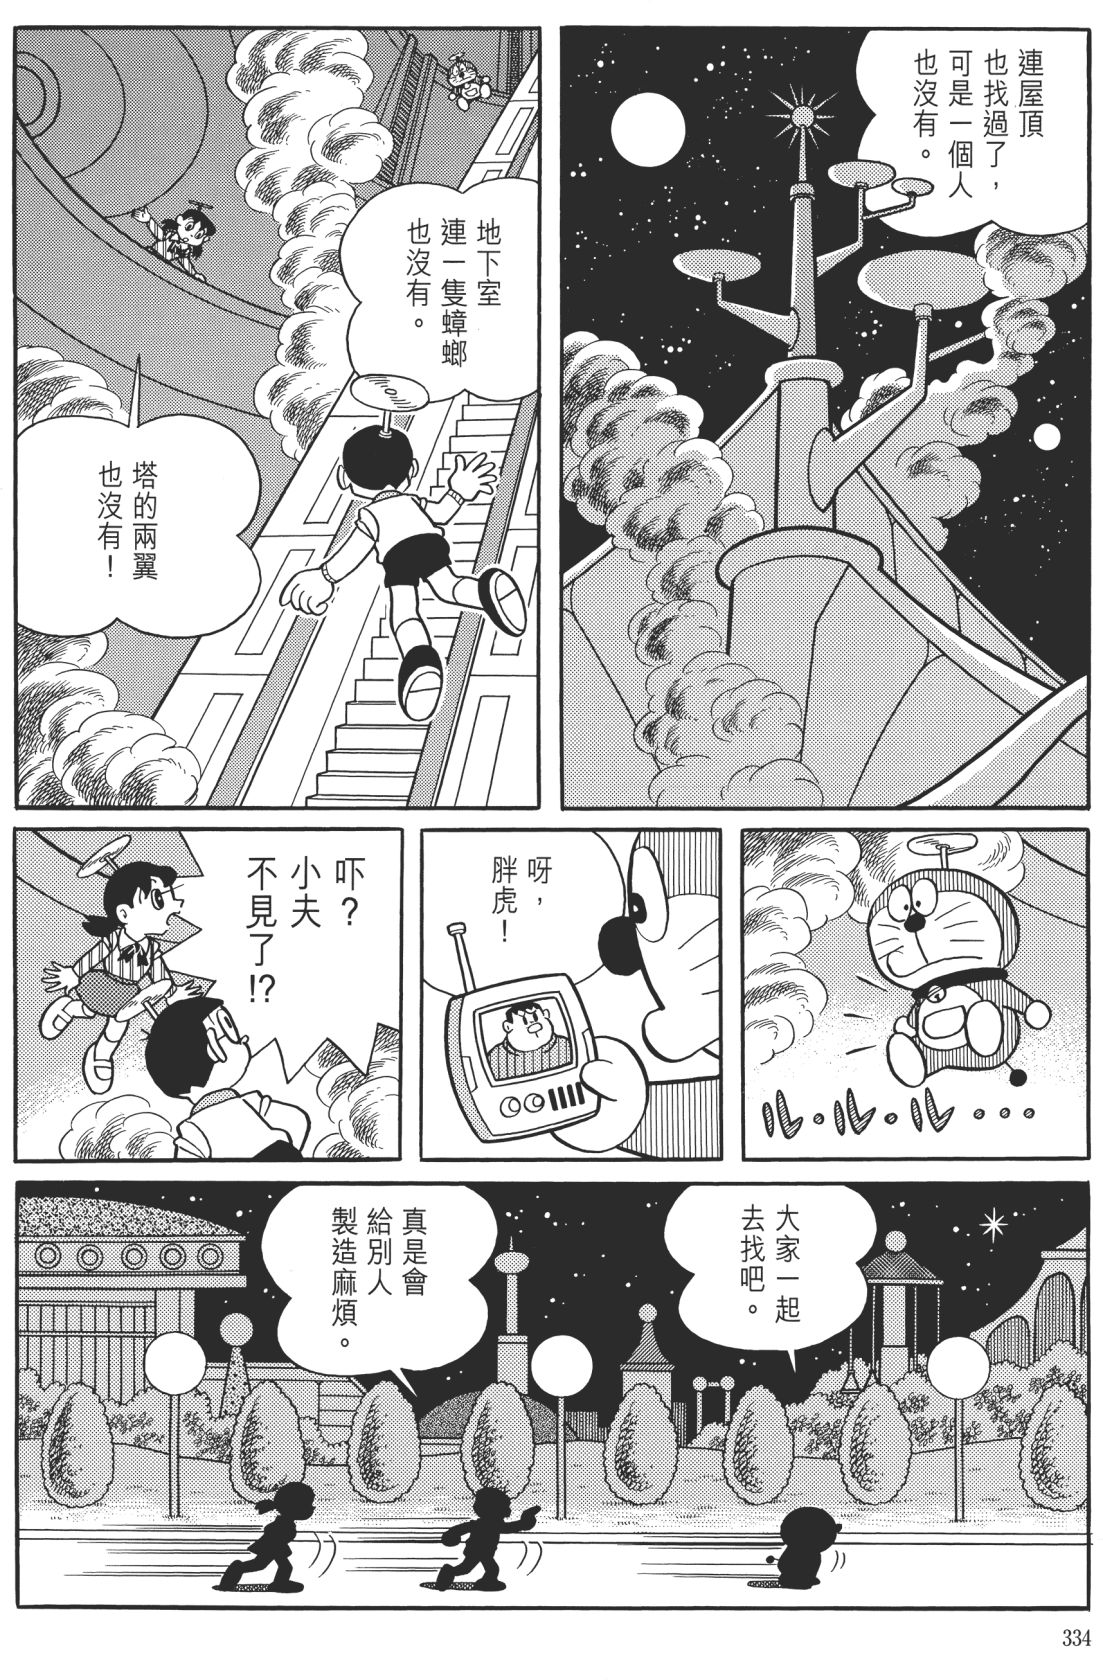 連屋頂
也找過了，
可是一個人
也沒有。
地下室
連一隻蟑螂
也沒有。
塔的兩翼
也沒有！
ル・ル・ル・・・
呀，
胖虎！
吓？
小夫
不見了!?
大家一起
去找吧。
真是會
給別人
製造麻煩。
334